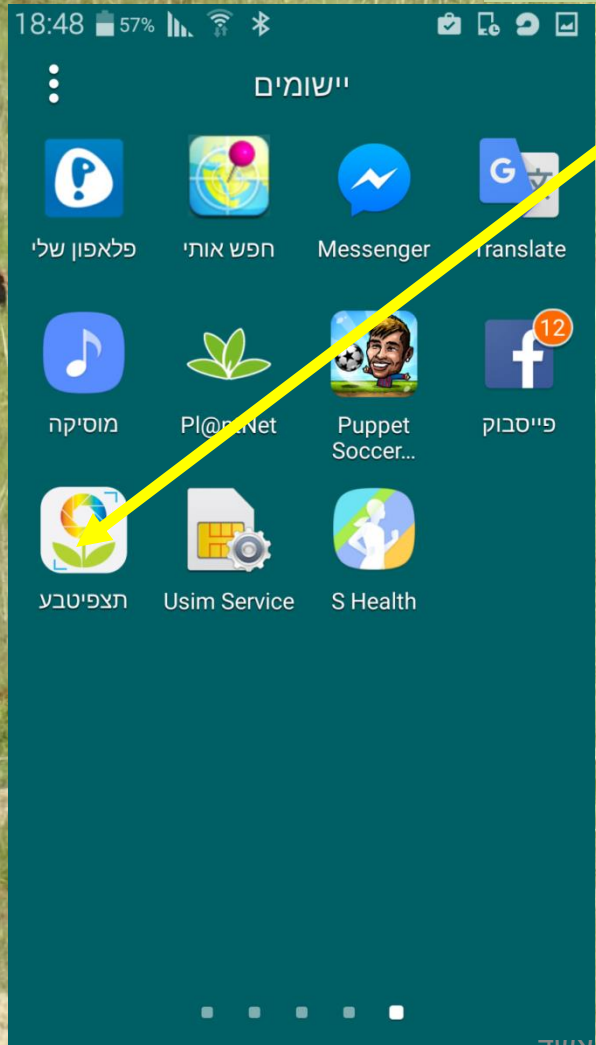 18:48 57%
יישומים
Translate
Messenger
חפש אותי
פלאפון שלי
12
פייסבוק
Puppet
Soccer...
Pl@ntNet
מוסיקה
S Health
Usim Service
תצפיטבע